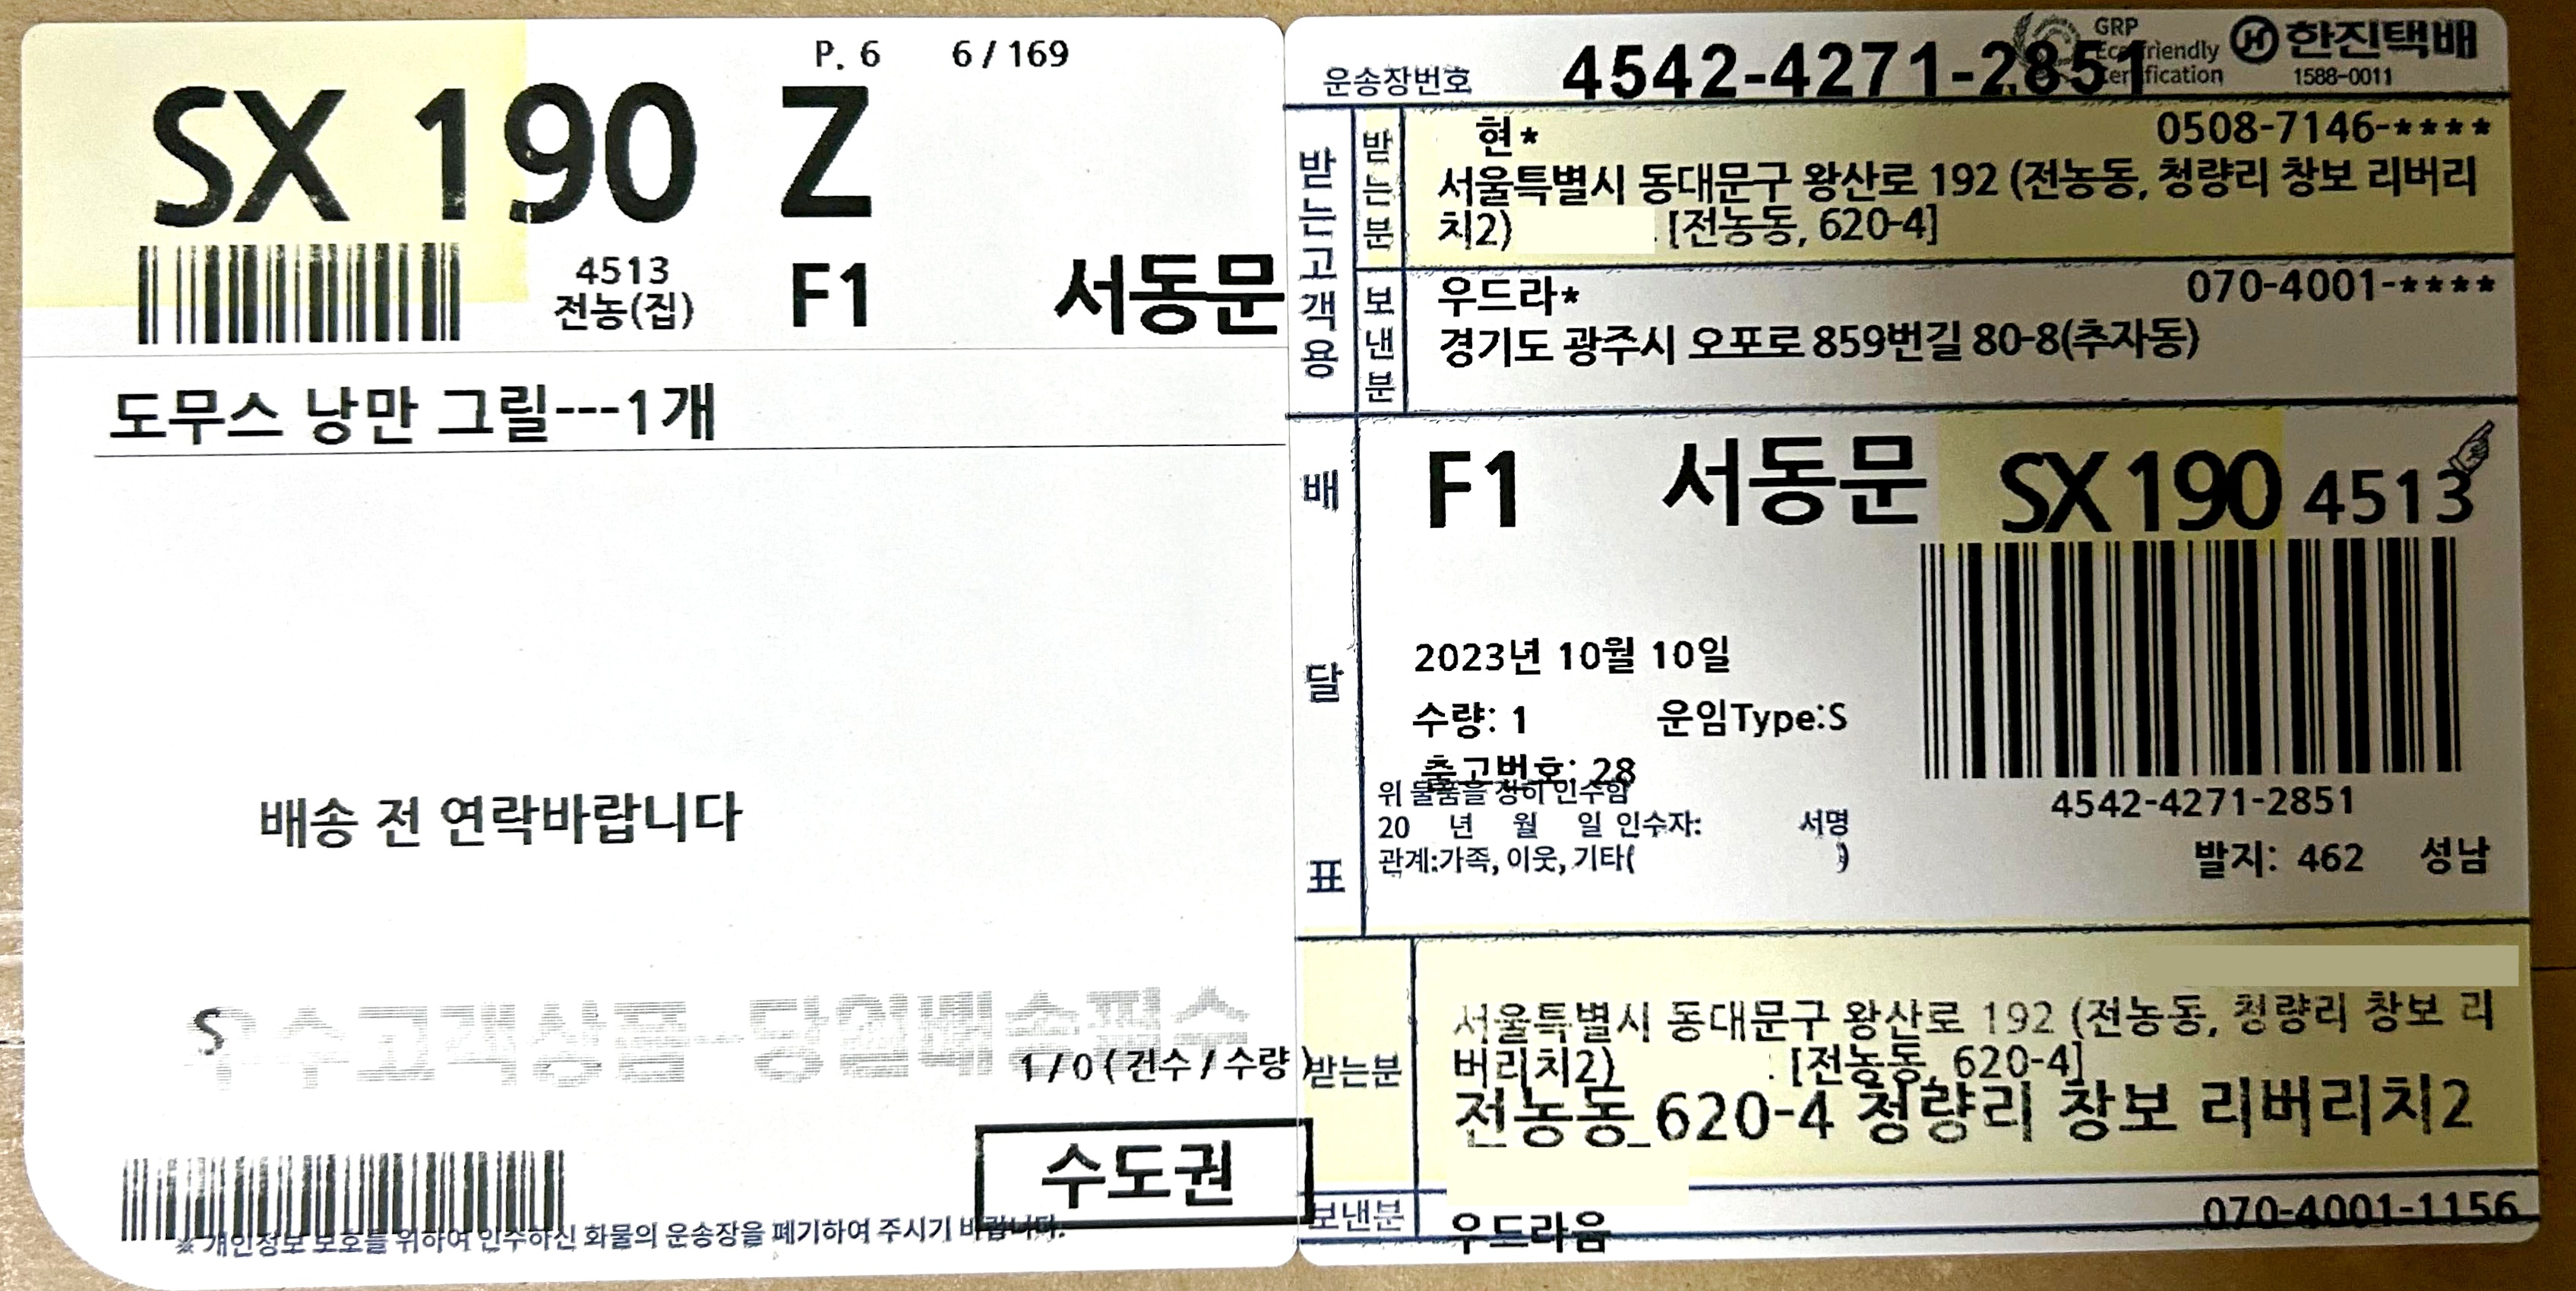 P. 6 6 / 169
SX 190 Z
4513
전농(집)
F1 서동문
도무스 낭만 그릴---1개
배송 전 연락바랍니다
S
우수고객상품---당일배송필수
1 / 0 ( 건수 / 수량 )
수도권
※ 개인정보 보호를 위하여 인수하신 화물의 운송장을 폐기하여 주시기 바랍니다.
운송장번호 4542-4271-2851
GRP
Eco friendly
Certification
한진택배
1588-0011
받는고객용
받는분
현* 0508-7146-****
서울특별시 동대문구 왕산로 192 (전농동, 청량리 창보 리버리
치2) [전농동, 620-4]
보낸분
우드라* 070-4001-****
경기도 광주시 오포로 859번길 80-8(추자동)
배달표
F1 서동문 SX 190 4513
2023년 10월 10일
수량: 1 운임Type:S
출고번호: 28
위 물품을 정히 인수함
20 년 월 일 인수자: 서명
관계:가족, 이웃, 기타( )
4542-4271-2851
발지: 462 성남
받는분
서울특별시 동대문구 왕산로 192 (전농동, 청량리 창보 리
버리치2) [전농동, 620-4]
전농동_620-4 청량리 창보 리버리치2
보낸분
우드라움 070-4001-1156